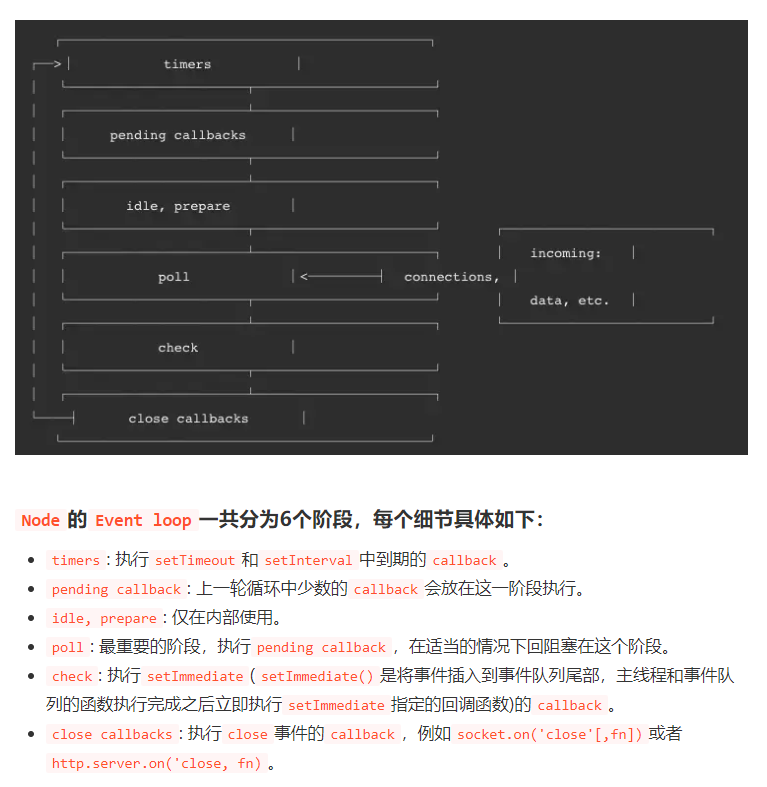 timers
pending callbacks
idle, prepare
incoming:
poll
connections,
data, etc.
check
close callbacks
Node 的 Event loop 一共分为6个阶段，每个细节具体如下：
timers : 执行 setTimeout 和 setInterval 中到期的 callback 。
pending callback : 上一轮循环中少数的 callback 会放在这一阶段执行。
idle, prepare : 仅在内部使用。
poll : 最重要的阶段，执行 pending callback ，在适当的情况下回阻塞在这个阶段。
check : 执行 setImmediate ( setImmediate() 是将事件插入到事件队列尾部，主线程和事件队
列的函数执行完成之后立即执行 setImmediate 指定的回调函数)的 callback 。
close callbacks : 执行 close 事件的 callback ，例如 socket.on('close'[,fn]) 或者
http.server.on('close, fn) 。